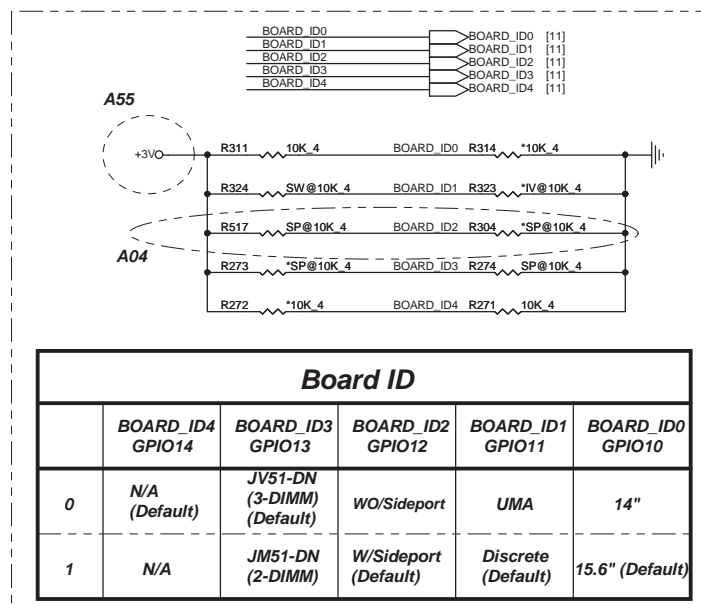 BOARD_ID0 BOARD_ID0 [11]
BOARD_ID1 BOARD_ID1 [11]
BOARD_ID2 BOARD_ID2 [11]
BOARD_ID3 BOARD_ID3 [11]
BOARD_ID4 BOARD_ID4 [11]
A55
+3V
R311 10K_4 BOARD_ID0 R314 *10K_4
R324 SW@10K_4 BOARD_ID1 R323 *IV@10K_4
R517 SP@10K_4 BOARD_ID2 R304 *SP@10K_4
A04
R273 *SP@10K_4 BOARD_ID3 R274 SP@10K_4
R272 *10K_4 BOARD_ID4 R271 10K_4
Board ID
BOARD_ID4 BOARD_ID3 BOARD_ID2 BOARD_ID1 BOARD_ID0
GPIO14 GPIO13 GPIO12 GPIO11 GPIO10
0 N/A (Default) JV51-DN (3-DIMM) (Default) WO/Sideport UMA 14"
1 N/A JM51-DN (2-DIMM) W/Sideport (Default) Discrete (Default) 15.6" (Default)